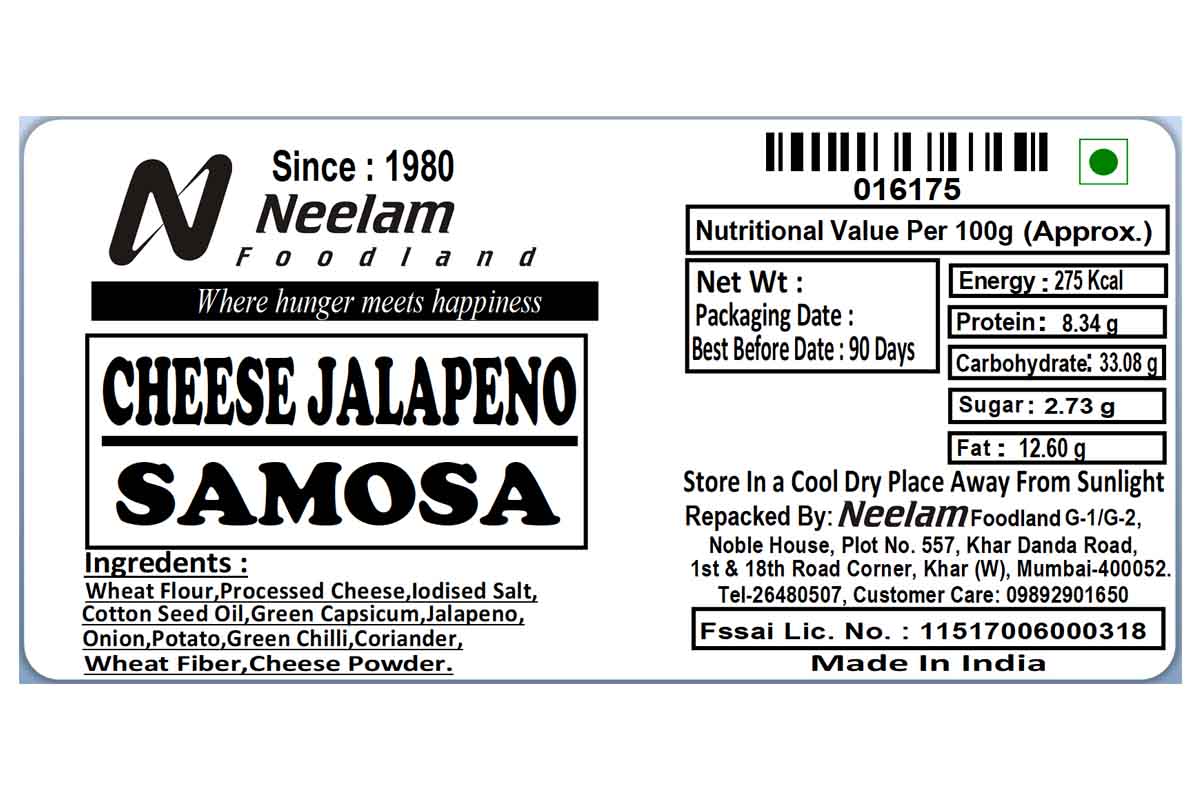 Since : 1980
Neelam
Foodland
Where hunger meets happiness
CHEESE JALAPENO
SAMOSA
Ingredents :
Wheat Flour,Processed Cheese,Iodised Salt,
Cotton Seed Oil,Green Capsicum,Jalapeno,
Onion,Potato,Green Chilli,Coriander,
Wheat Fiber,Cheese Powder.
016175
Nutritional Value Per 100g (Approx.)
Net Wt :
Packaging Date :
Best Before Date : 90 Days
Energy : 275 Kcal
Protein : 8.34 g
Carbohydrate: 33.08 g
Sugar : 2.73 g
Fat : 12.60 g
Store In a Cool Dry Place Away From Sunlight
Repacked By: Neelam Foodland G-1/G-2,
Noble House, Plot No. 557, Khar Danda Road,
1st & 18th Road Corner, Khar (W), Mumbai-400052.
Tel-26480507, Customer Care: 09892901650
Fssai Lic. No. : 11517006000318
Made In India